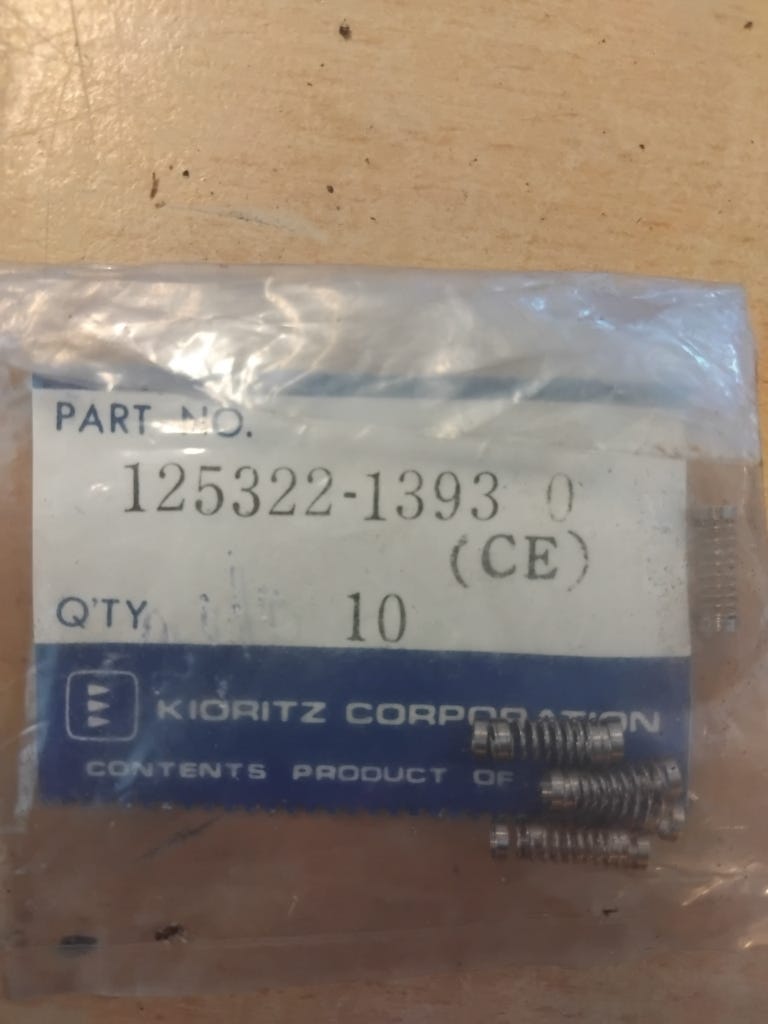 PART NO.
125322-1393 0
(CE)
Q'TY 10
KIORITZ CORPORATION
CONTENTS PRODUCT OF